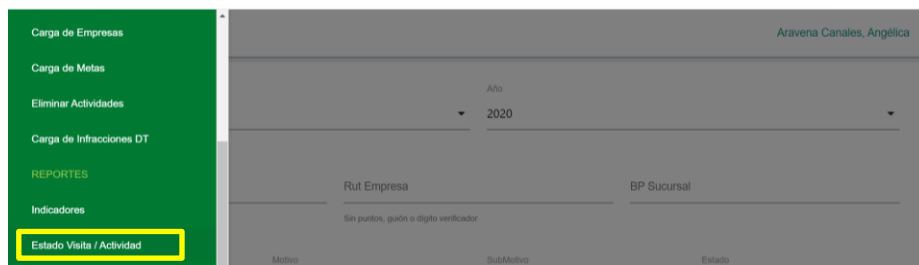 Carga de Empresas
Aravena Canales, Angélica
Carga de Metas
Eliminar Actividades
Año
2020
Carga de Infracciones DT
REPORTES
Rut Empresa
BP Sucursal
Indicadores
Sin puntos, guión o dígito verificador
Estado Visita / Actividad
Motivo
SubMotivo
Estado